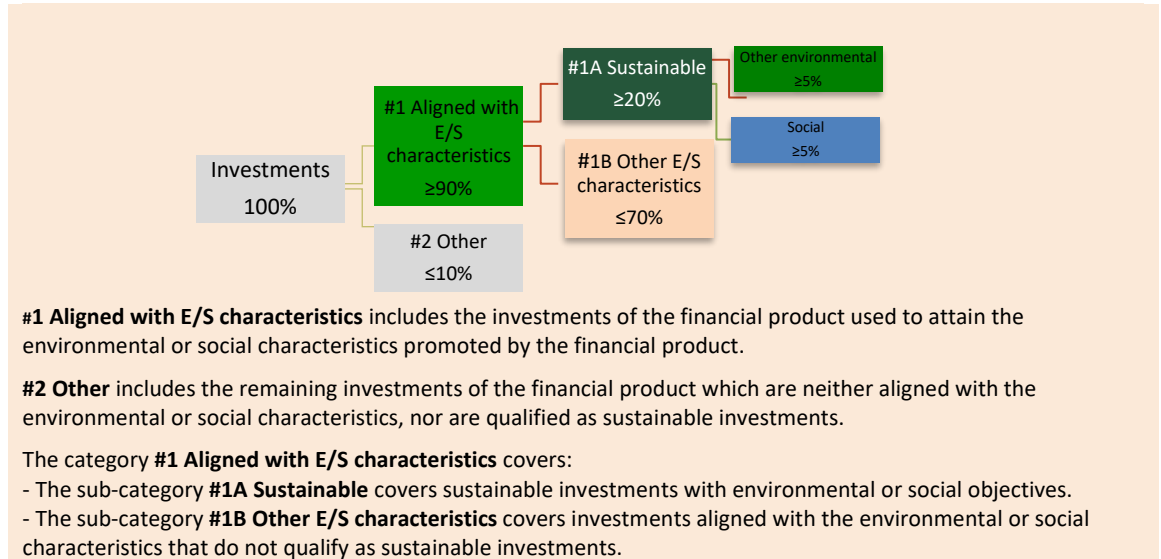 Investments
100%
#1 Aligned with
E/S
characteristics
≥90%
#2 Other
≤10%
#1A Sustainable
≥20%
#1B Other E/S
characteristics
≤70%
Other environmental
≥5%
Social
≥5%
#1 Aligned with E/S characteristics includes the investments of the financial product used to attain the
environmental or social characteristics promoted by the financial product.
#2 Other includes the remaining investments of the financial product which are neither aligned with the
environmental or social characteristics, nor are qualified as sustainable investments.
The category #1 Aligned with E/S characteristics covers:
- The sub-category #1A Sustainable covers sustainable investments with environmental or social objectives.
- The sub-category #1B Other E/S characteristics covers investments aligned with the environmental or social
characteristics that do not qualify as sustainable investments.